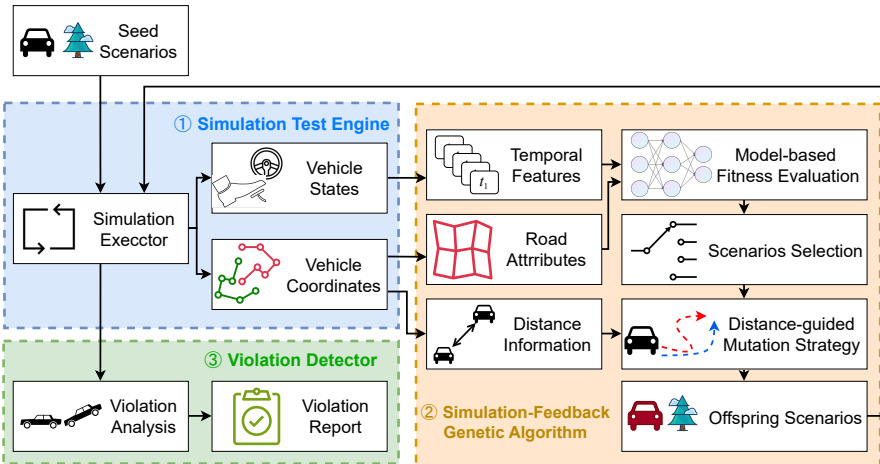 Seed
Scenarios
① Simulation Test Engine
Simulation
Execctor
Vehicle
States
Vehicle
Coordinates
③ Violation Detector
Violation
Analysis
Violation
Report
Temporal
Features
t1
Road
Attrributes
Distance
Information
② Simulation-Feedback
Genetic Algorithm
Model-based
Fitness Evaluation
Scenarios Selection
Distance-guided
Mutation Strategy
Offspring Scenarios